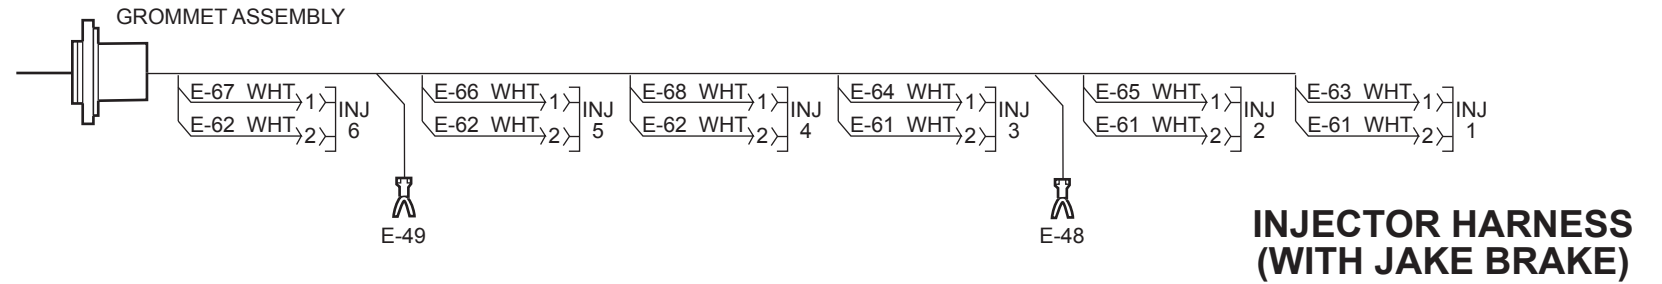 GROMMET ASSEMBLY
E-67 WHT 1 E-66 WHT 1 E-68 WHT 1 E-64 WHT 1 E-65 WHT 1 E-63 WHT 1
INJ INJ INJ INJ INJ INJ
E-62 WHT 2 6 E-62 WHT 2 5 E-62 WHT 2 4 E-61 WHT 2 3 E-61 WHT 2 2 E-61 WHT 2 1
E-49 E-48
INJECTOR HARNESS
(WITH JAKE BRAKE)